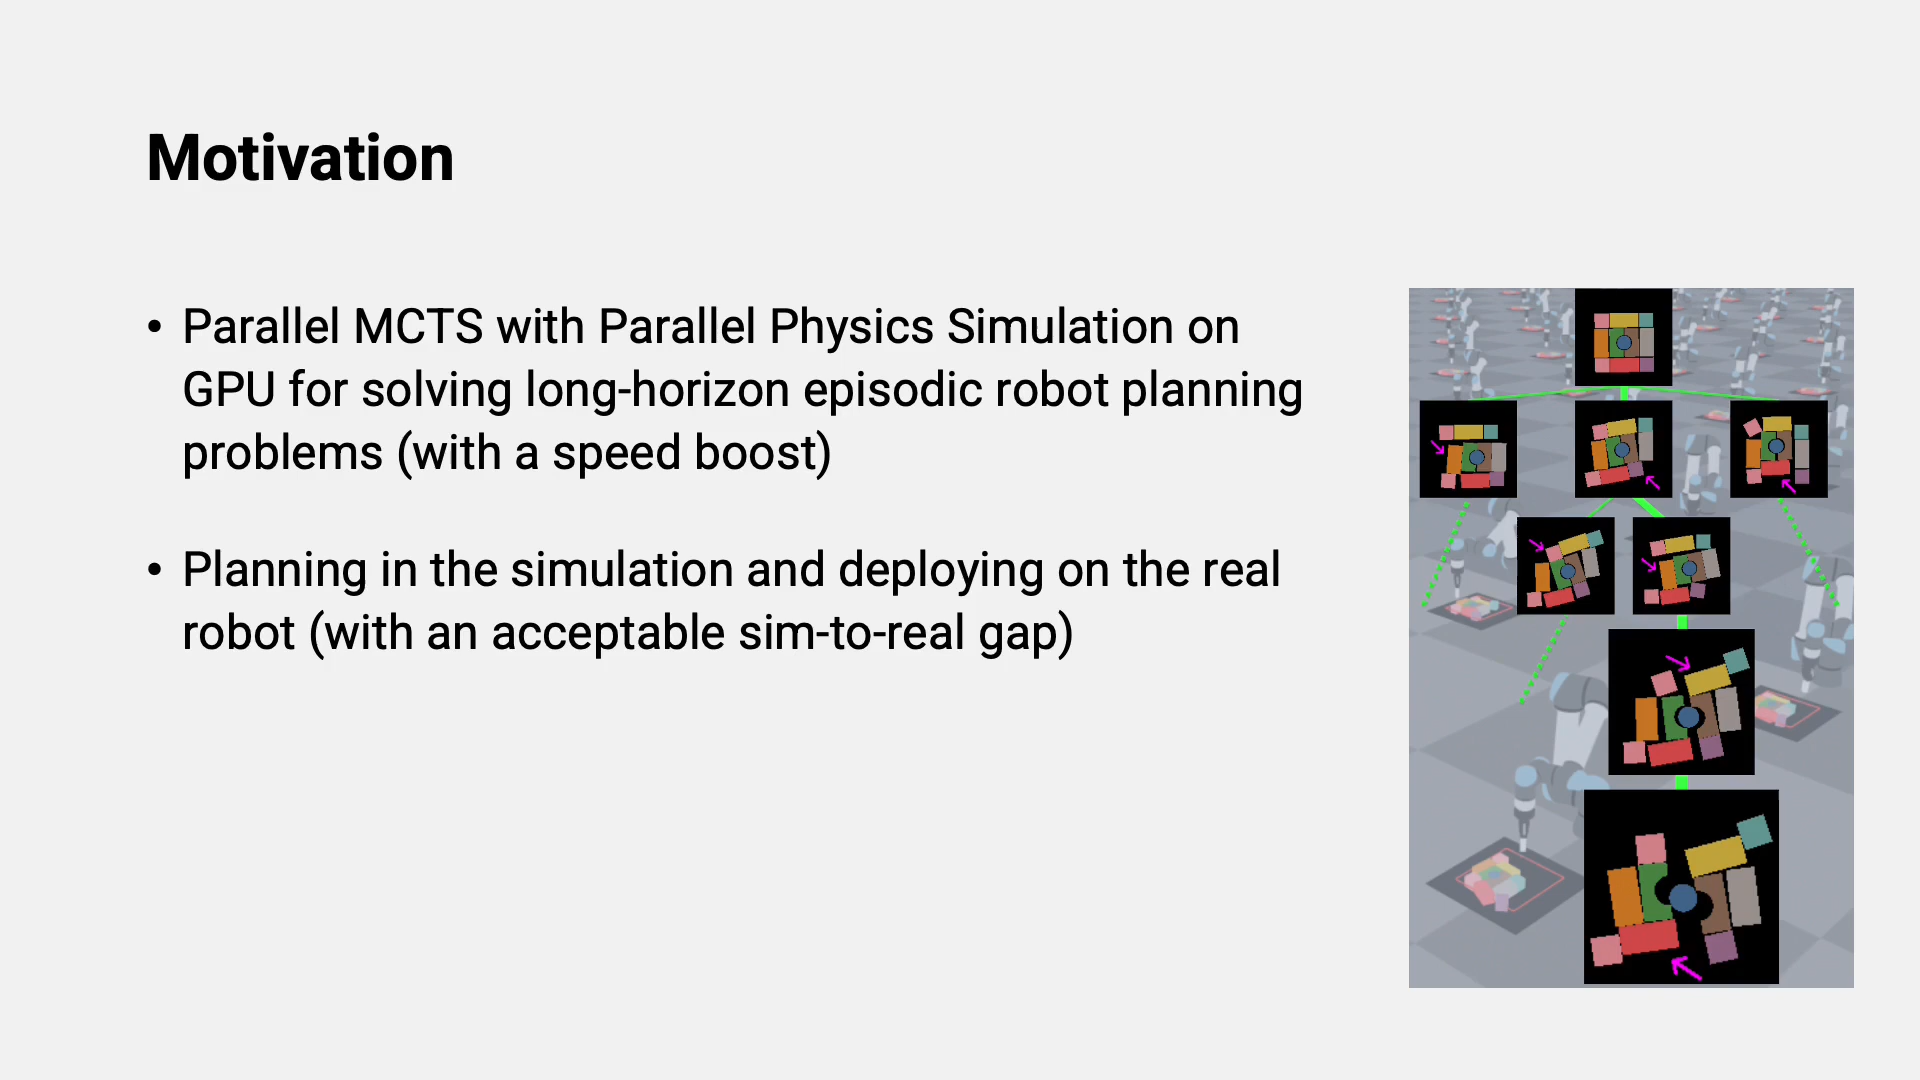 Motivation
• Parallel MCTS with Parallel Physics Simulation on
GPU for solving long-horizon episodic robot planning
problems (with a speed boost)
• Planning in the simulation and deploying on the real
robot (with an acceptable sim-to-real gap)